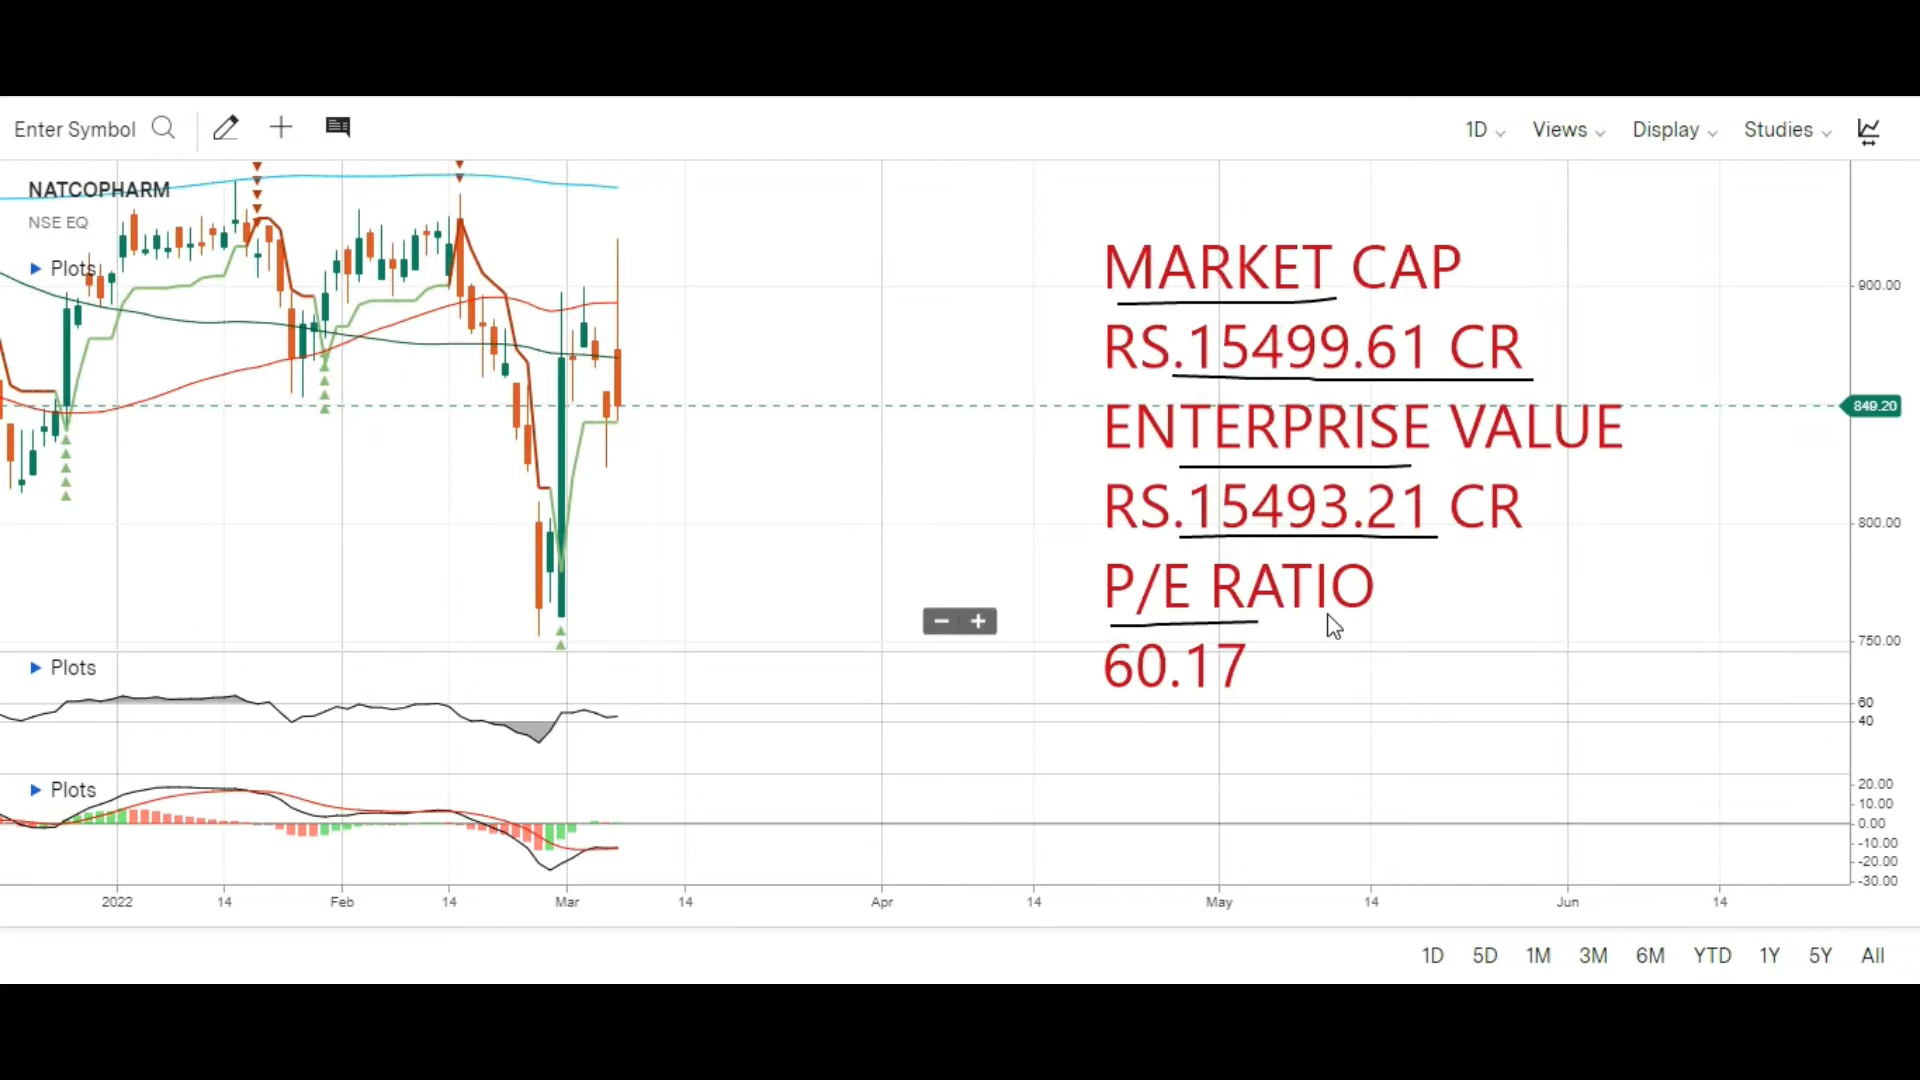 Enter Symbol
1D Views Display Studies
NATCOPHARM
NSE EQ
Plots
MARKET CAP
RS.15499.61 CR
ENTERPRISE VALUE
RS.15493.21 CR
P/E RATIO
60.17
900.00
849.20
800.00
750.00
Plots
60
40
Plots
20.00
10.00
0.00
-10.00
-20.00
-30.00
2022 14 Feb 14 Mar 14 Apr 14 May 14 Jun 14
1D 5D 1M 3M 6M YTD 1Y 5Y All